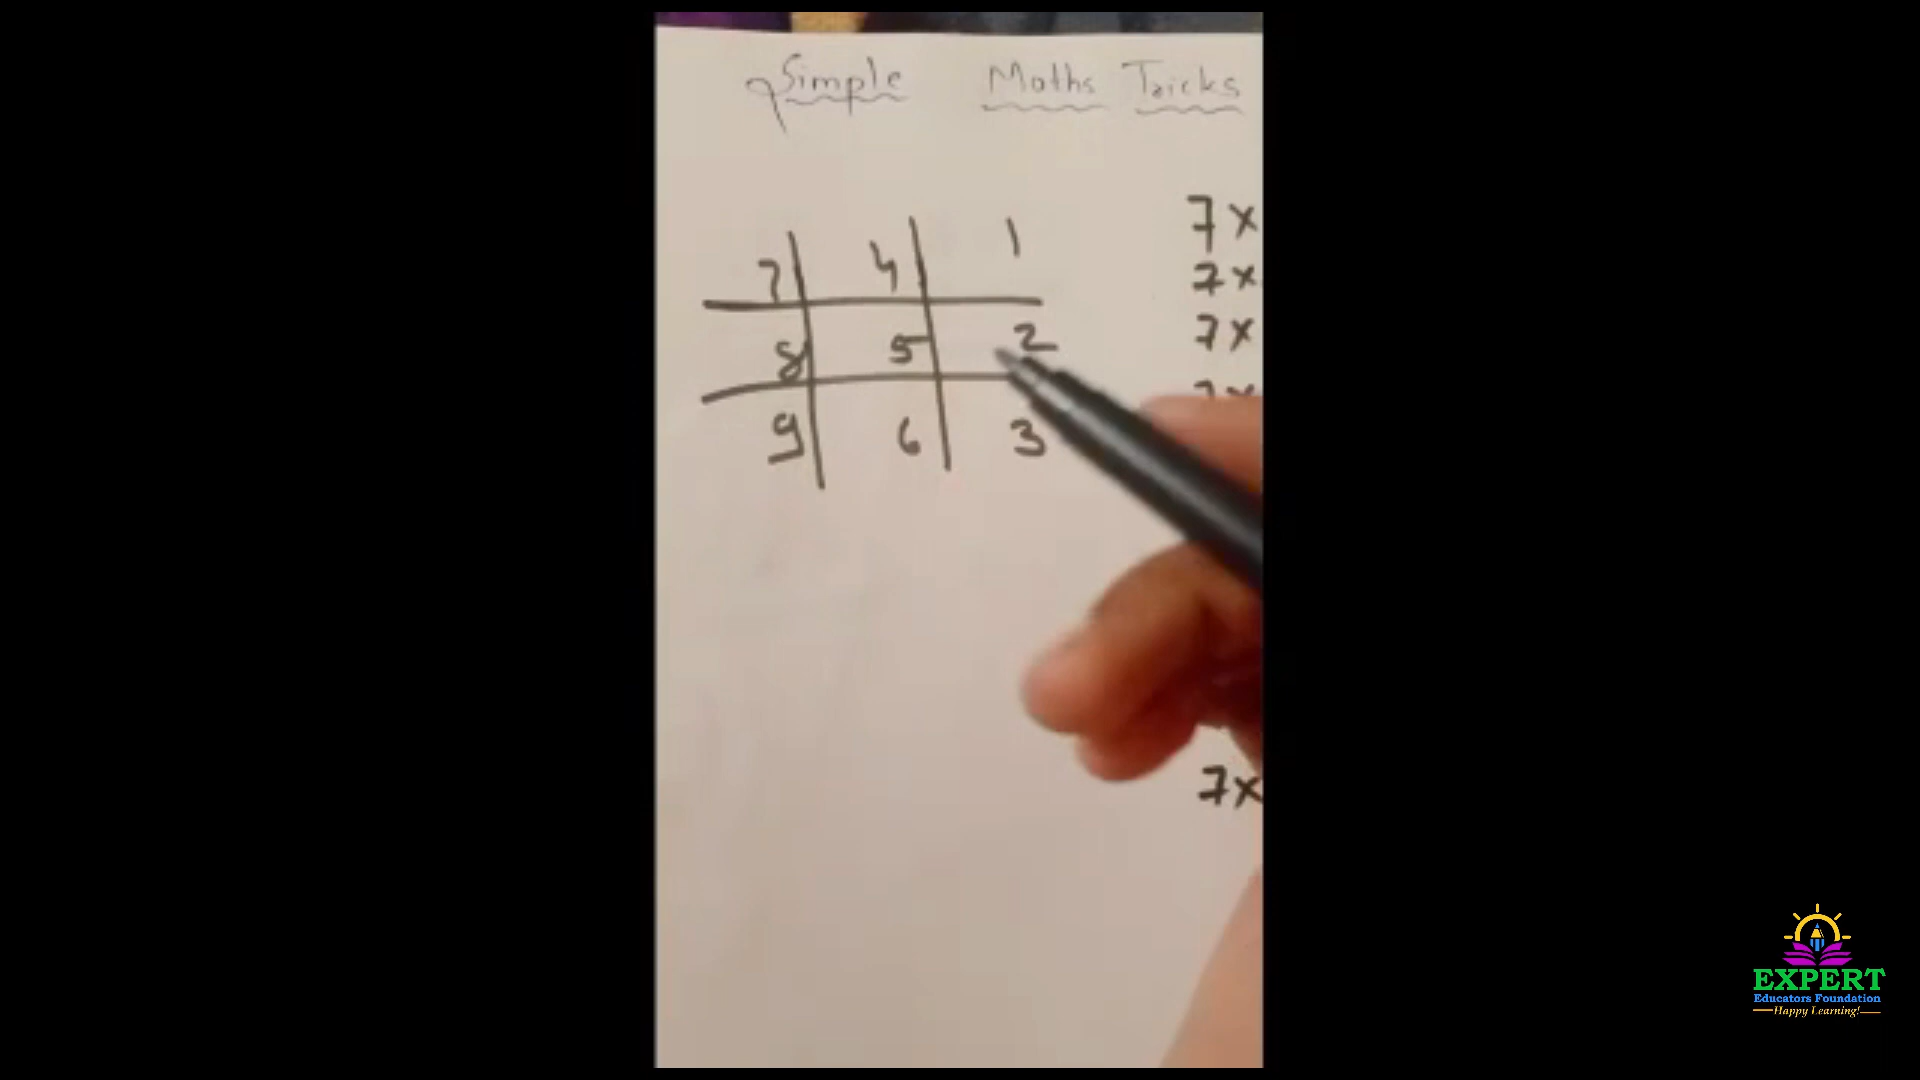 Simple Maths Tricks
7 4 1
8 5 2
9 6 3
7x
7x
7x
7x
7x
EXPERT
Educators Foundation
Happy Learning!